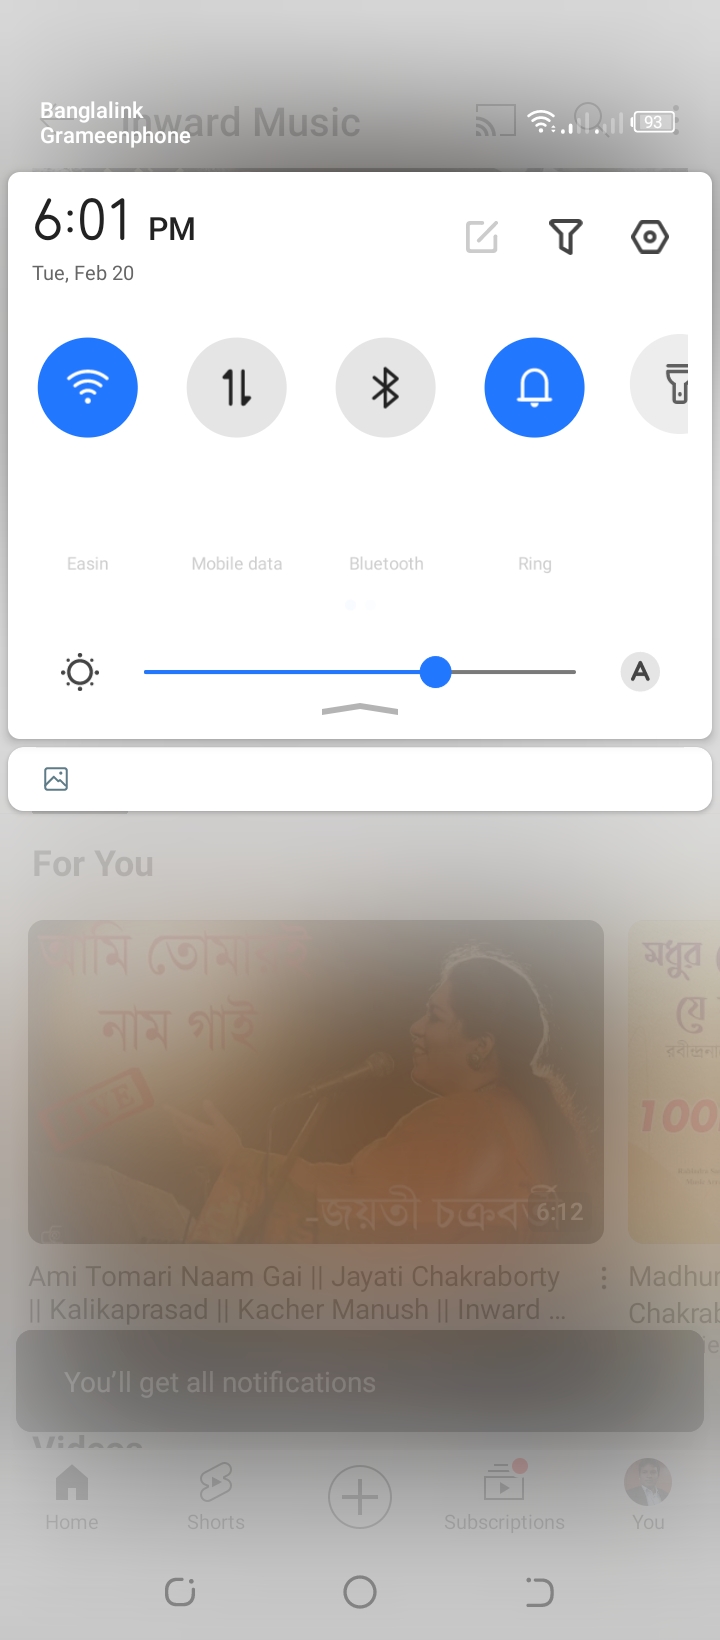 Banglalink
Grameenphone
Inward Music
93
6:01 PM
Tue, Feb 20
Easin
Mobile data
Bluetooth
Ring
A
For You
আমি তোমারই
নাম গাই
LIVE
-জয়তী চক্রবর্তী
6:12
মধুর
যে
100
Ami Tomari Naam Gai || Jayati Chakraborty
|| Kalikaprasad || Kacher Manush || Inward ...
Madhur
Chakrab
You'll get all notifications
Videos
Home
Shorts
Subscriptions
You